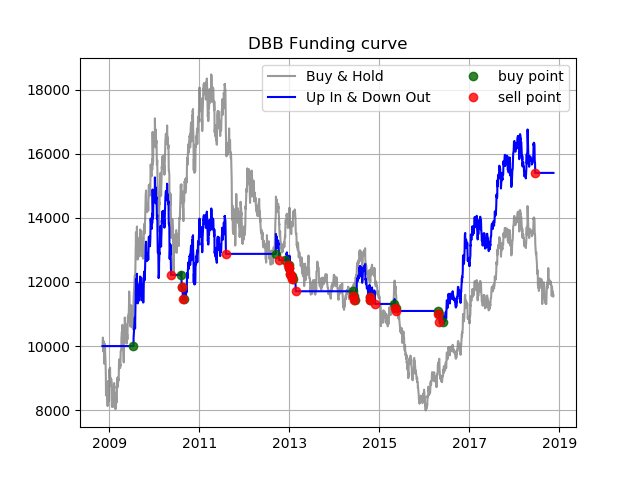 DBB Funding curve
Buy & Hold
Up In & Down Out
buy point
sell point
18000
16000
14000
12000
10000
8000
2009 2011 2013 2015 2017 2019